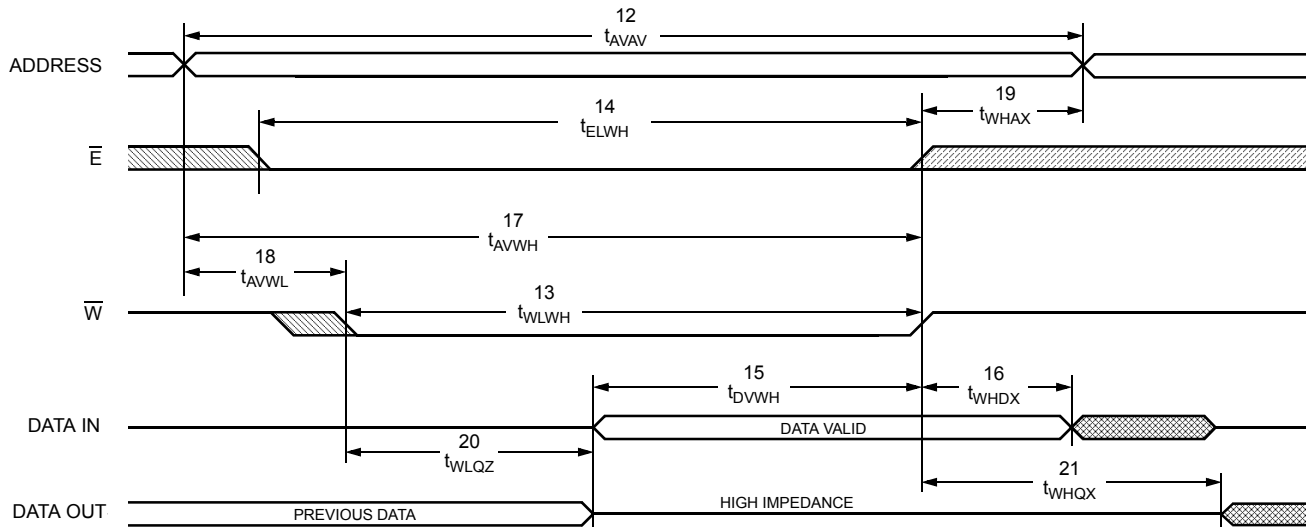 12
tAVAV
ADDRESS
14
tELWH
19
tWHAX
E
17
tAVWH
18
tAVWL
13
tWLWH
W
15
tDVWH
16
tWHDX
DATA IN
DATA VALID
20
tWLQZ
21
tWHQX
DATA OUT
PREVIOUS DATA
HIGH IMPEDANCE